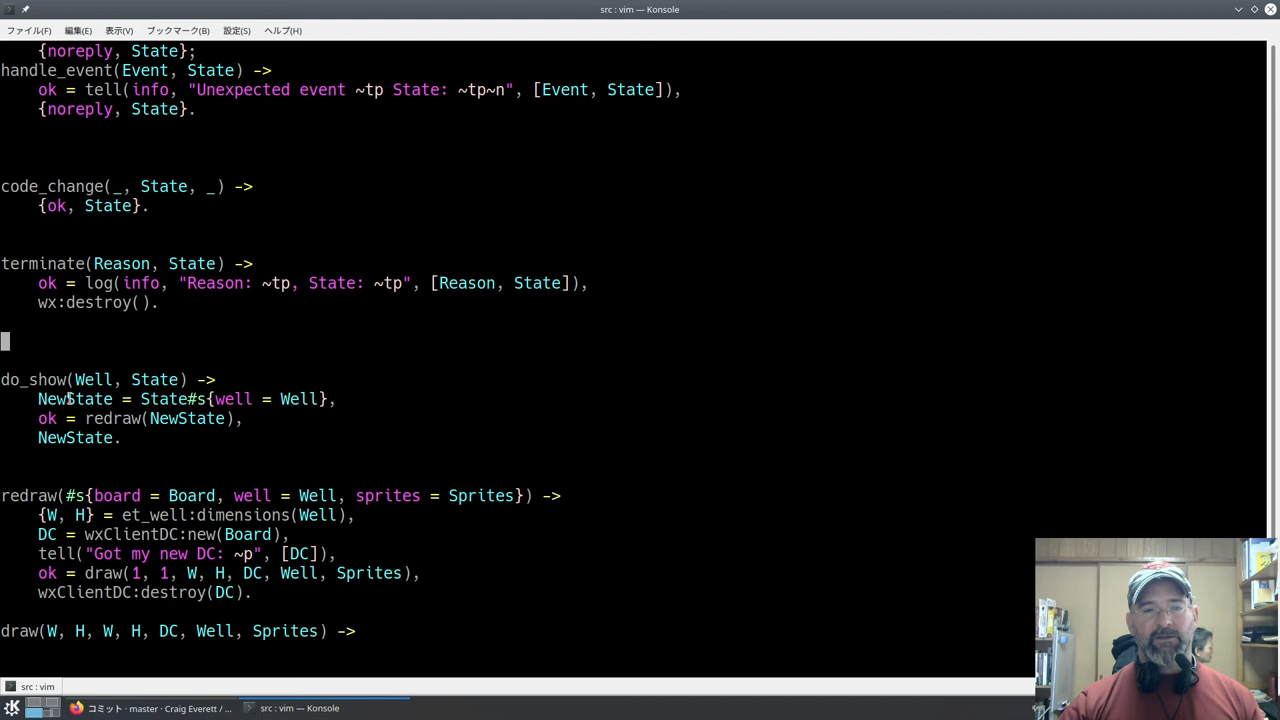 src : vim — Konsole
ファイル(F) 編集(E) 表示(V) ブックマーク(B) 設定(S) ヘルプ(H)
{noreply, State};
handle_event(Event, State) ->
ok = tell(info, "Unexpected event ~tp State: ~tp~n", [Event, State]),
{noreply, State}.
code_change(_, State, _) ->
{ok, State}.
terminate(Reason, State) ->
ok = log(info, "Reason: ~tp, State: ~tp", [Reason, State]),
wx:destroy().
do_show(Well, State) ->
NewState = State#s{well = Well},
ok = redraw(NewState),
NewState.
redraw(#s{board = Board, well = Well, sprites = Sprites}) ->
{W, H} = et_well:dimensions(Well),
DC = wxClientDC:new(Board),
tell("Got my new DC: ~p", [DC]),
ok = draw(1, 1, W, H, DC, Well, Sprites),
wxClientDC:destroy(DC).
draw(W, H, W, H, DC, Well, Sprites) ->
src : vim
コミット · master · Craig Everett / ...
src : vim — Konsole